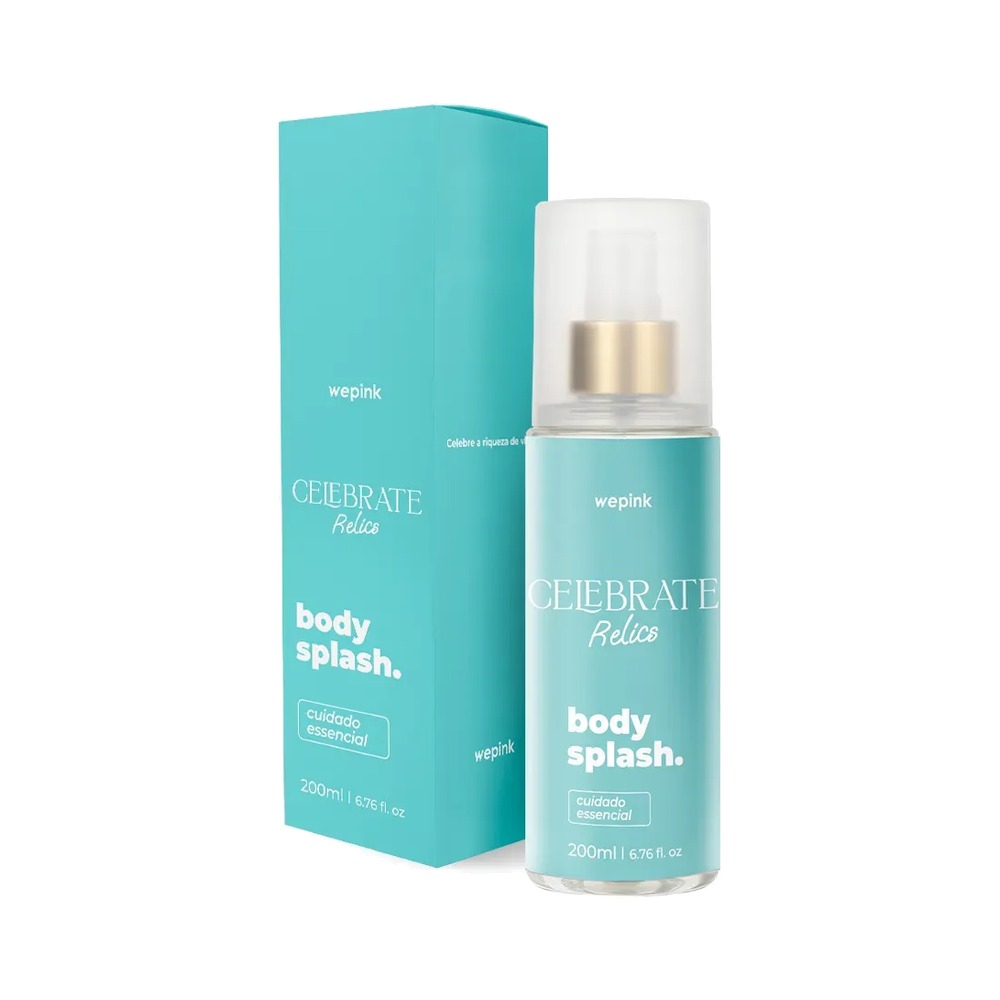 wepink
CELEBRATE
Relics
body
splash.
cuidado
essencial
200ml | 6.76 fl. oz
Celebre a riqueza de
wepink
wepink
CELEBRATE
Relics
body
splash.
cuidado
essencial
200ml | 6.76 fl. oz